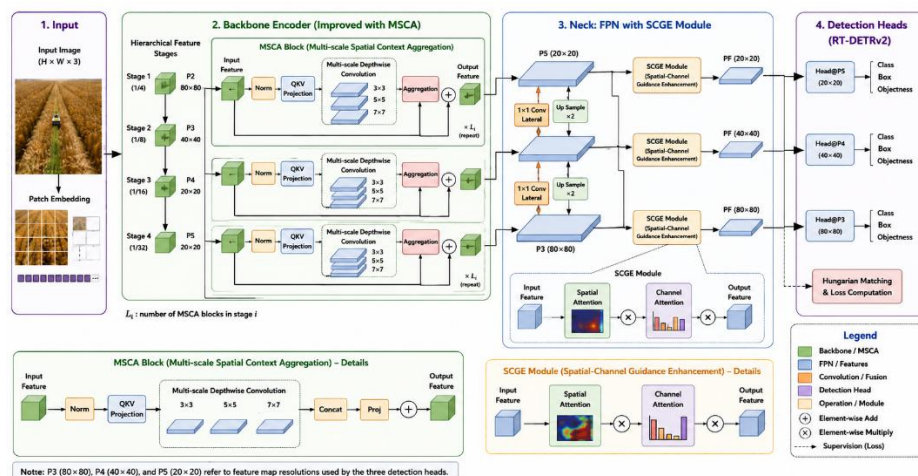 1. Input
Input Image
(H × W × 3)
Patch Embedding
2. Backbone Encoder (Improved with MSCA)
Hierarchical Feature
Stages
Stage 1
(1/4)
P2
80×80
Stage 2
(1/8)
P3
40×40
Stage 3
(1/16)
P4
20×20
Stage 4
(1/32)
P5
20×20
MSCA Block (Multi-scale Spatial Context Aggregation)
Input
Feature
Norm
QKV
Projection
Multi-scale Depthwise
Convolution
3×3
5×5
7×7
Aggregation
Output
Feature
× Li
(repeat)
Norm
QKV
Projection
Multi-scale Depthwise
Convolution
3×3
5×5
7×7
Aggregation
Norm
QKV
Projection
Multi-scale Depthwise
Convolution
3×3
5×5
7×7
Aggregation
× Li
(repeat)
Li : number of MSCA blocks in stage i
3. Neck: FPN with SCGE Module
P5 (20×20)
1×1 Conv
Lateral
Up Sample
×2
1×1 Conv
Lateral
Up Sample
×2
P3 (80×80)
SCGE Module
(Spatial-Channel
Guidance Enhancement)
PF (20×20)
SCGE Module
(Spatial-Channel
Guidance Enhancement)
PF (40×40)
SCGE Module
(Spatial-Channel
Guidance Enhancement)
PF (80×80)
SCGE Module
Input
Feature
Spatial
Attention
Channel
Attention
Output
Feature
4. Detection Heads
(RT-DETRv2)
Head@P5
(20×20)
Class
Box
Objectness
Head@P4
(40×40)
Class
Box
Objectness
Head@P3
(80×80)
Class
Box
Objectness
Hungarian Matching
& Loss Computation
Legend
Backbone / MSCA
FPN / Features
Convolution / Fusion
Detection Head
Operation / Module
Element-wise Add
Element-wise Multiply
Supervision (Loss)
MSCA Block (Multi-scale Spatial Context Aggregation) – Details
Input
Feature
Norm
QKV
Projection
Multi-scale Depthwise Convolution
3×3
5×5
7×7
Concat
Proj
Output
Feature
SCGE Module (Spatial-Channel Guidance Enhancement) – Details
Input
Feature
Spatial
Attention
Channel
Attention
Output
Feature
Note: P3 (80×80), P4 (40×40), and P5 (20×20) refer to feature map resolutions used by the three detection heads.